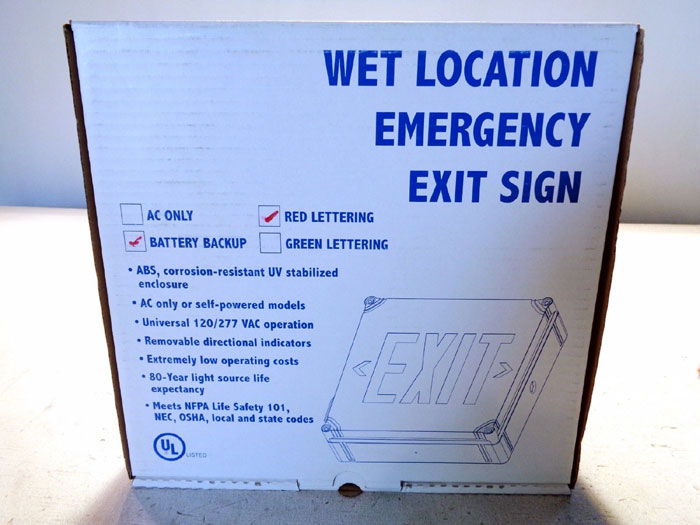 WET LOCATION
EMERGENCY
EXIT SIGN
AC ONLY
RED LETTERING
BATTERY BACKUP
GREEN LETTERING
• ABS, corrosion-resistant UV stabilized
enclosure
• AC only or self-powered models
• Universal 120/277 VAC operation
• Removable directional indicators
• Extremely low operating costs
• 80-Year light source life
expectancy
• Meets NFPA Life Safety 101,
NEC, OSHA, local and state codes
<EXIT>
UL
LISTED